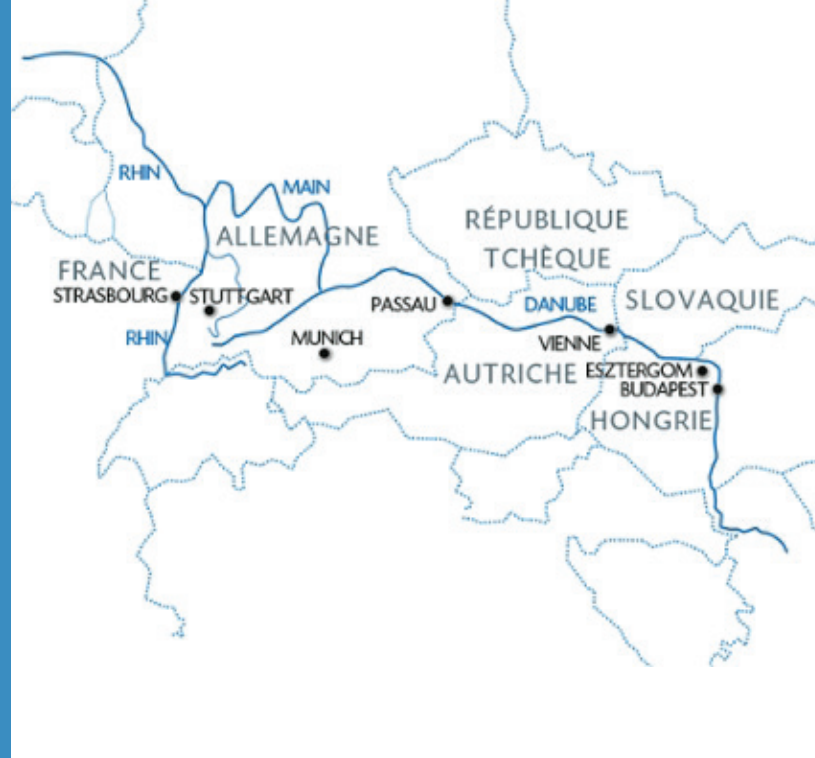 RHIN
MAIN
ALLEMAGNE
RÉPUBLIQUE
TCHÈQUE
FRANCE
STRASBOURG
STUTTGART
PASSAU
DANUBE
SLOVAQUIE
RHIN
MUNICH
VIENNE
AUTRICHE
ESZTERGOM
BUDAPEST
HONGRIE